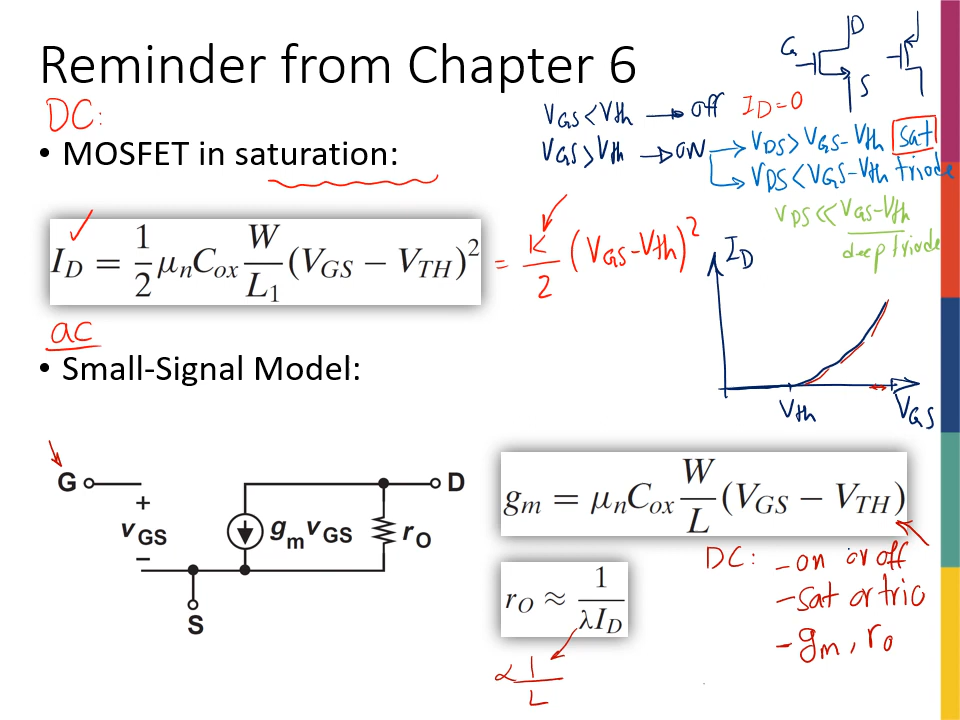 Reminder from Chapter 6
G
D
S
DC:
V_GS < V_th → off I_D = 0
V_GS > V_th → ON → V_DS > V_GS - V_th sat
→ V_DS < V_GS - V_th triode
V_DS << V_GS - V_th
deep triode
• MOSFET in saturation:
I_D = 1/2 μ_n C_ox W/L_1 (V_GS − V_TH)^2 = K/2 (V_GS - V_th)^2
I_D
V_th
V_GS
ac
• Small-Signal Model:
G
D
+
v_GS
−
g_m v_GS
r_O
S
g_m = μ_n C_ox W/L (V_GS − V_TH)
r_O ≈ 1/λI_D
∝ 1/L
DC: - on or off
- sat or trio
- g_m, r_o